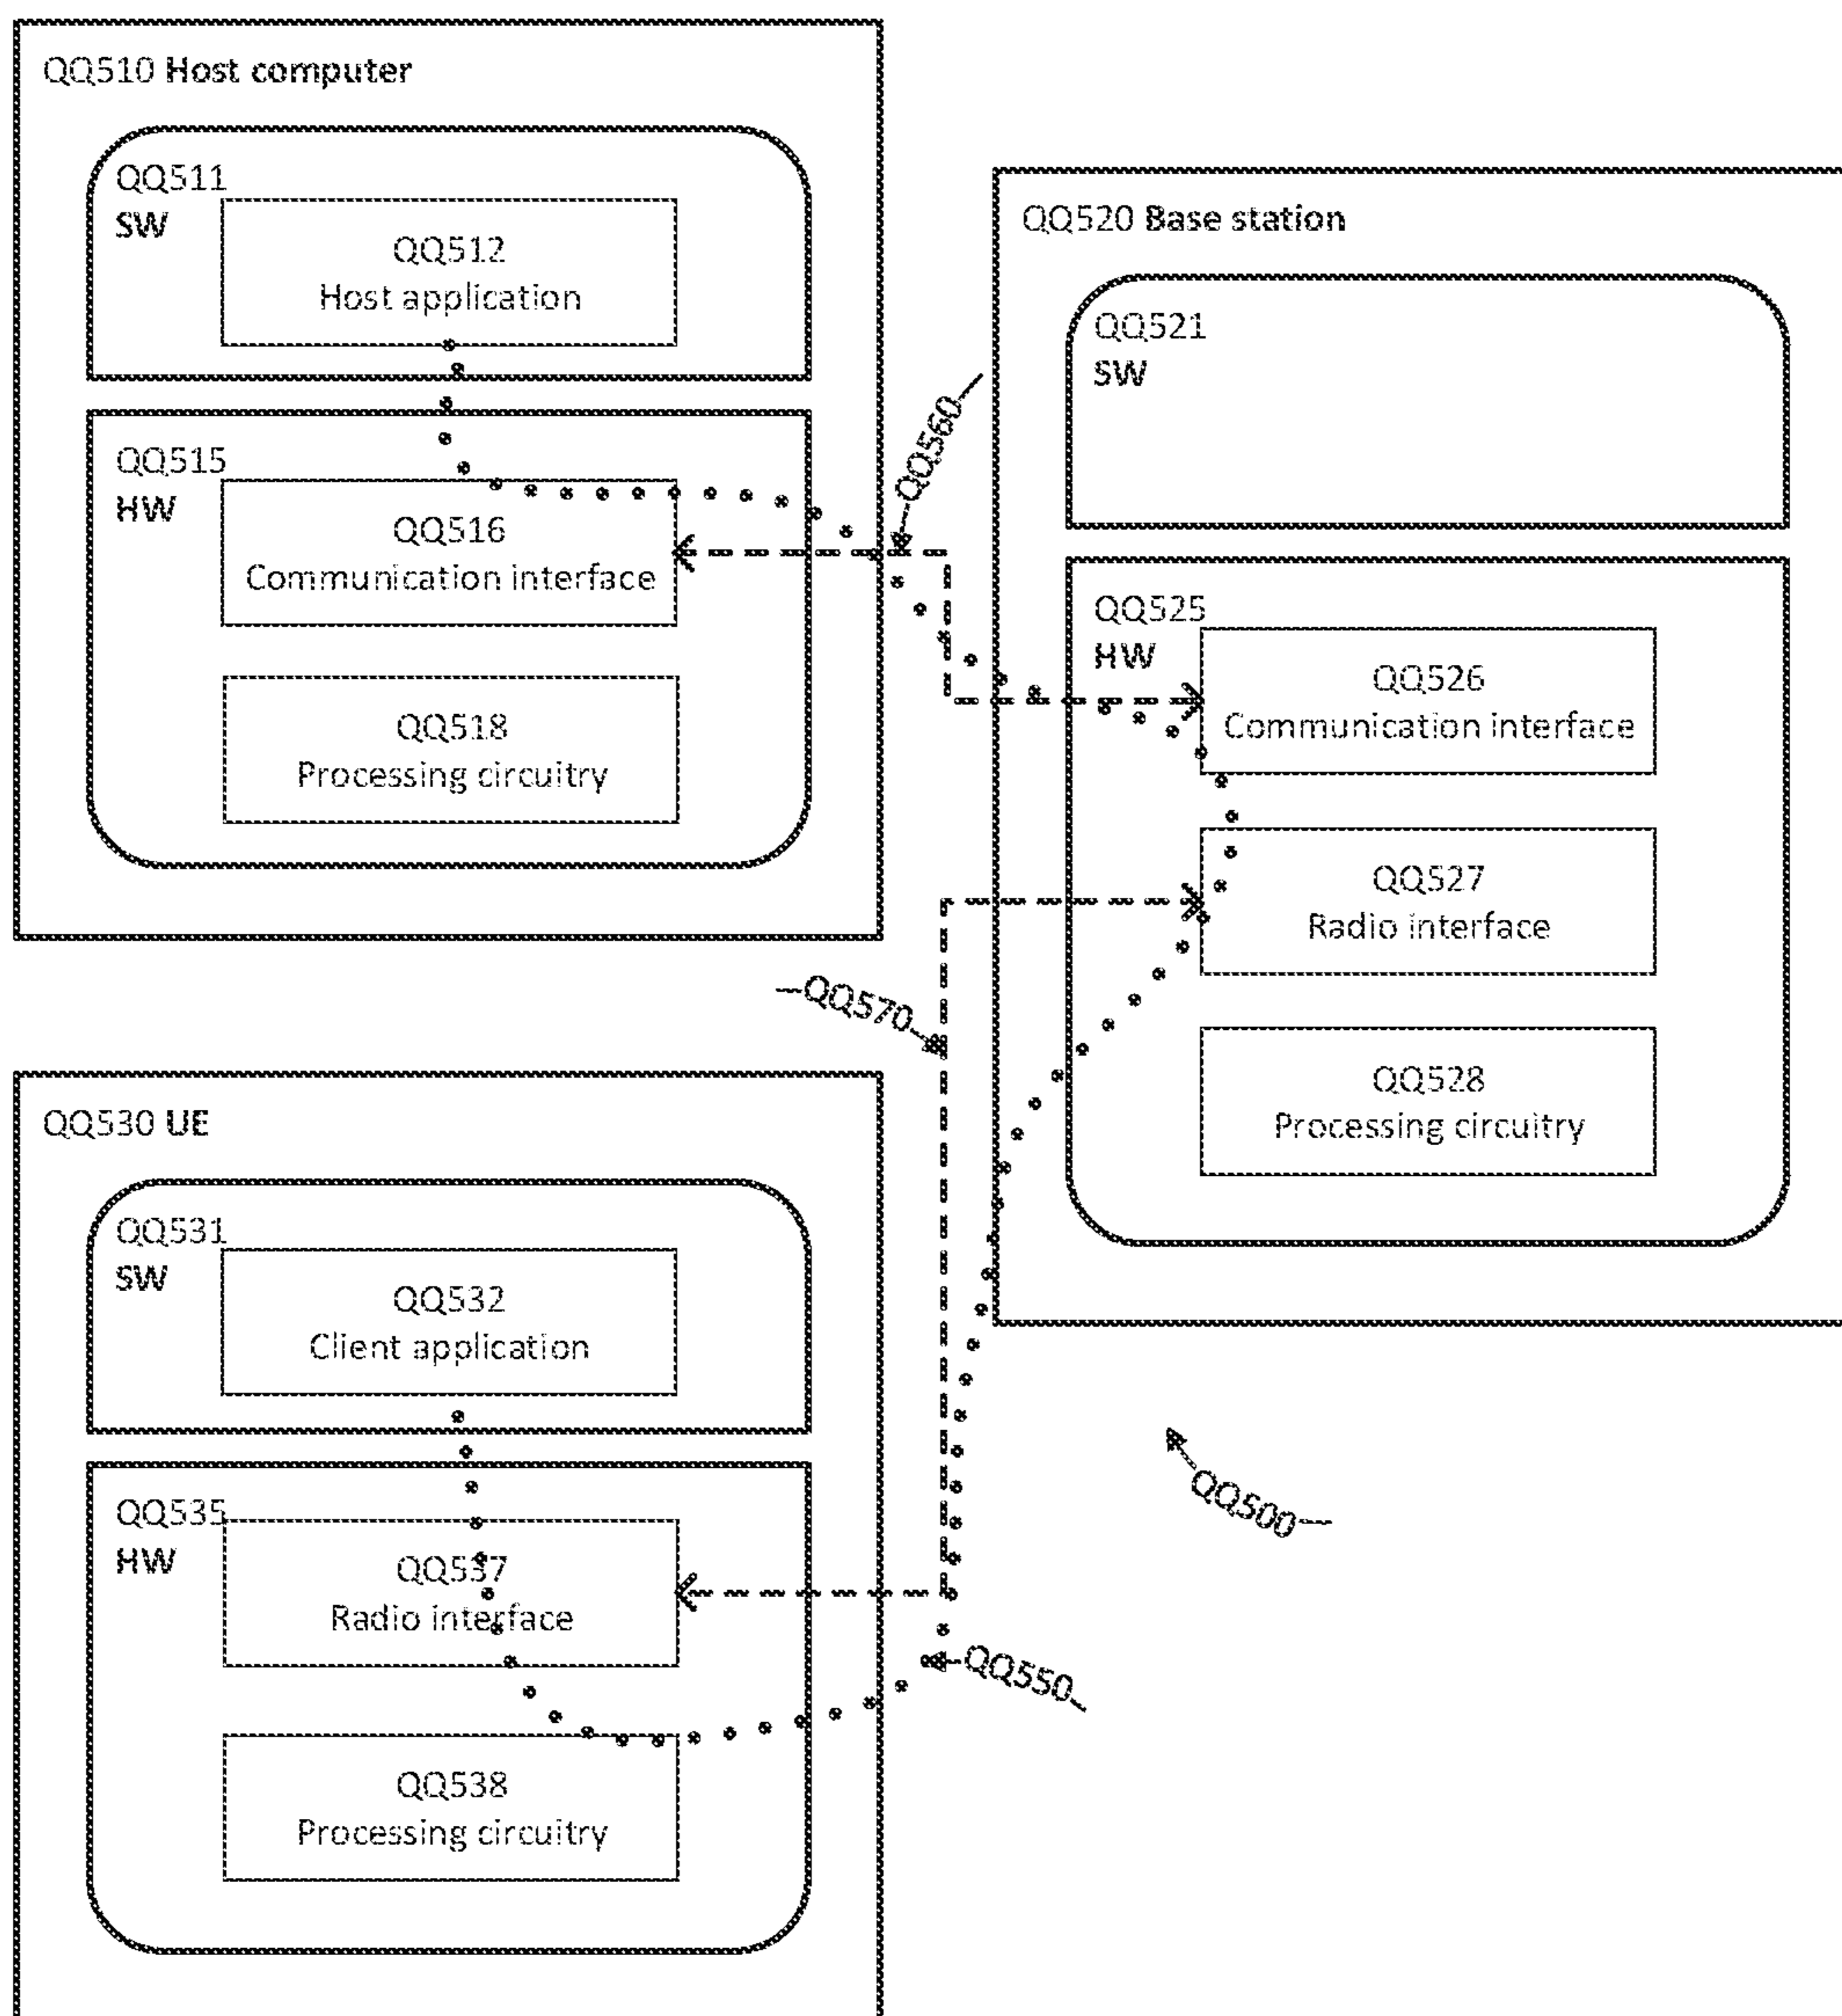 QQ510 Host computer
QQ511
SW
QQ512
Host application
QQ515
HW
QQ516
Communication interface
QQ518
Processing circuitry
QQ560
QQ520 Base station
QQ521
SW
QQ525
HW
QQ526
Communication interface
QQ527
Radio interface
QQ528
Processing circuitry
QQ570
QQ530 UE
QQ531
SW
QQ532
Client application
QQ535
HW
QQ537
Radio interface
QQ538
Processing circuitry
QQ500
QQ550